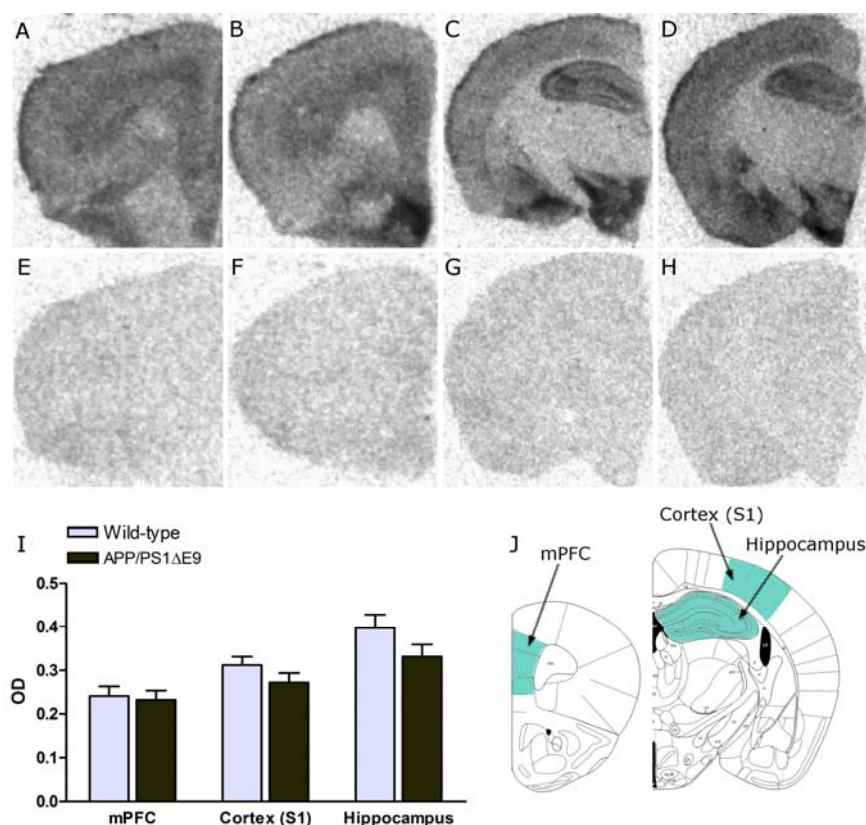 A
B
C
D
E
F
G
H
I
Wild-type
APP/PS1ΔE9
0.5
0.4
0.3
0.2
0.1
0.0
OD
mPFC
Cortex (S1)
Hippocampus
J
Cortex (S1)
Hippocampus
mPFC